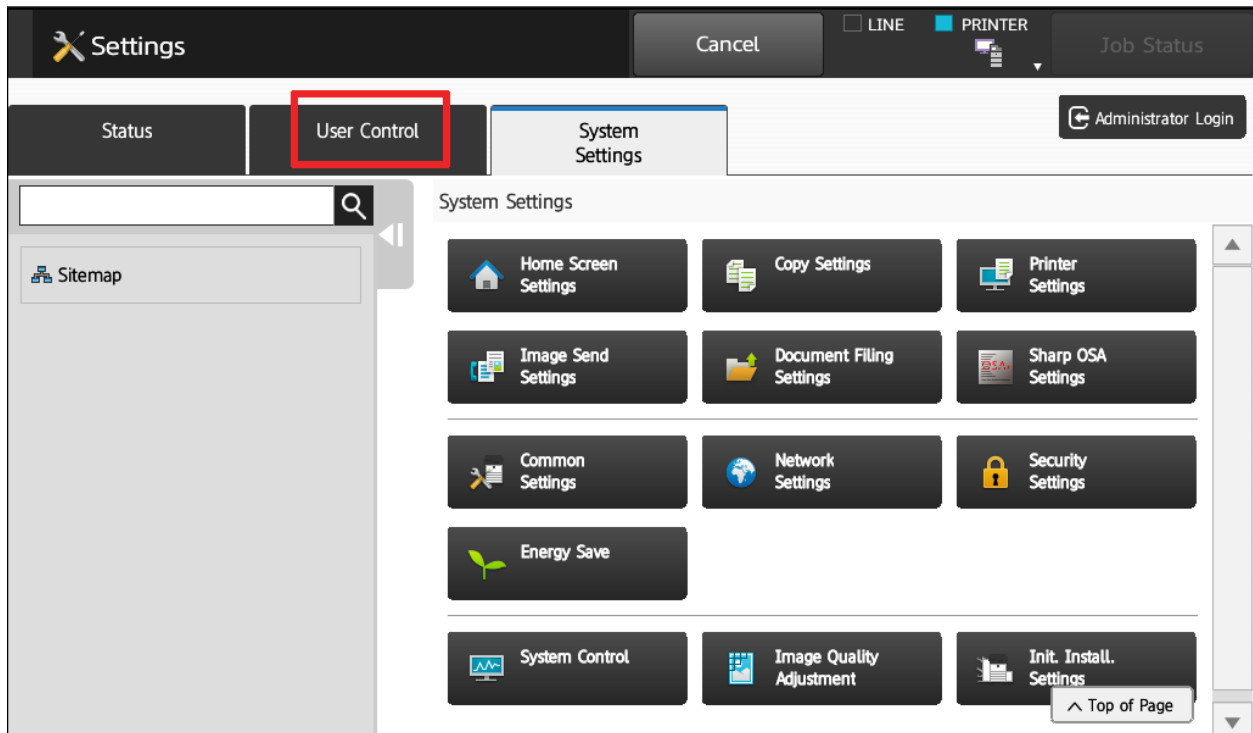 Settings
Cancel
LINE
PRINTER
Job Status
Status
User Control
System
Settings
Administrator Login
Sitemap
System Settings
Home Screen
Settings
Copy Settings
Printer
Settings
Image Send
Settings
Document Filing
Settings
OSA
Sharp OSA
Settings
Common
Settings
Network
Settings
Security
Settings
Energy Save
System Control
Image Quality
Adjustment
Init. Install.
Settings
Top of Page